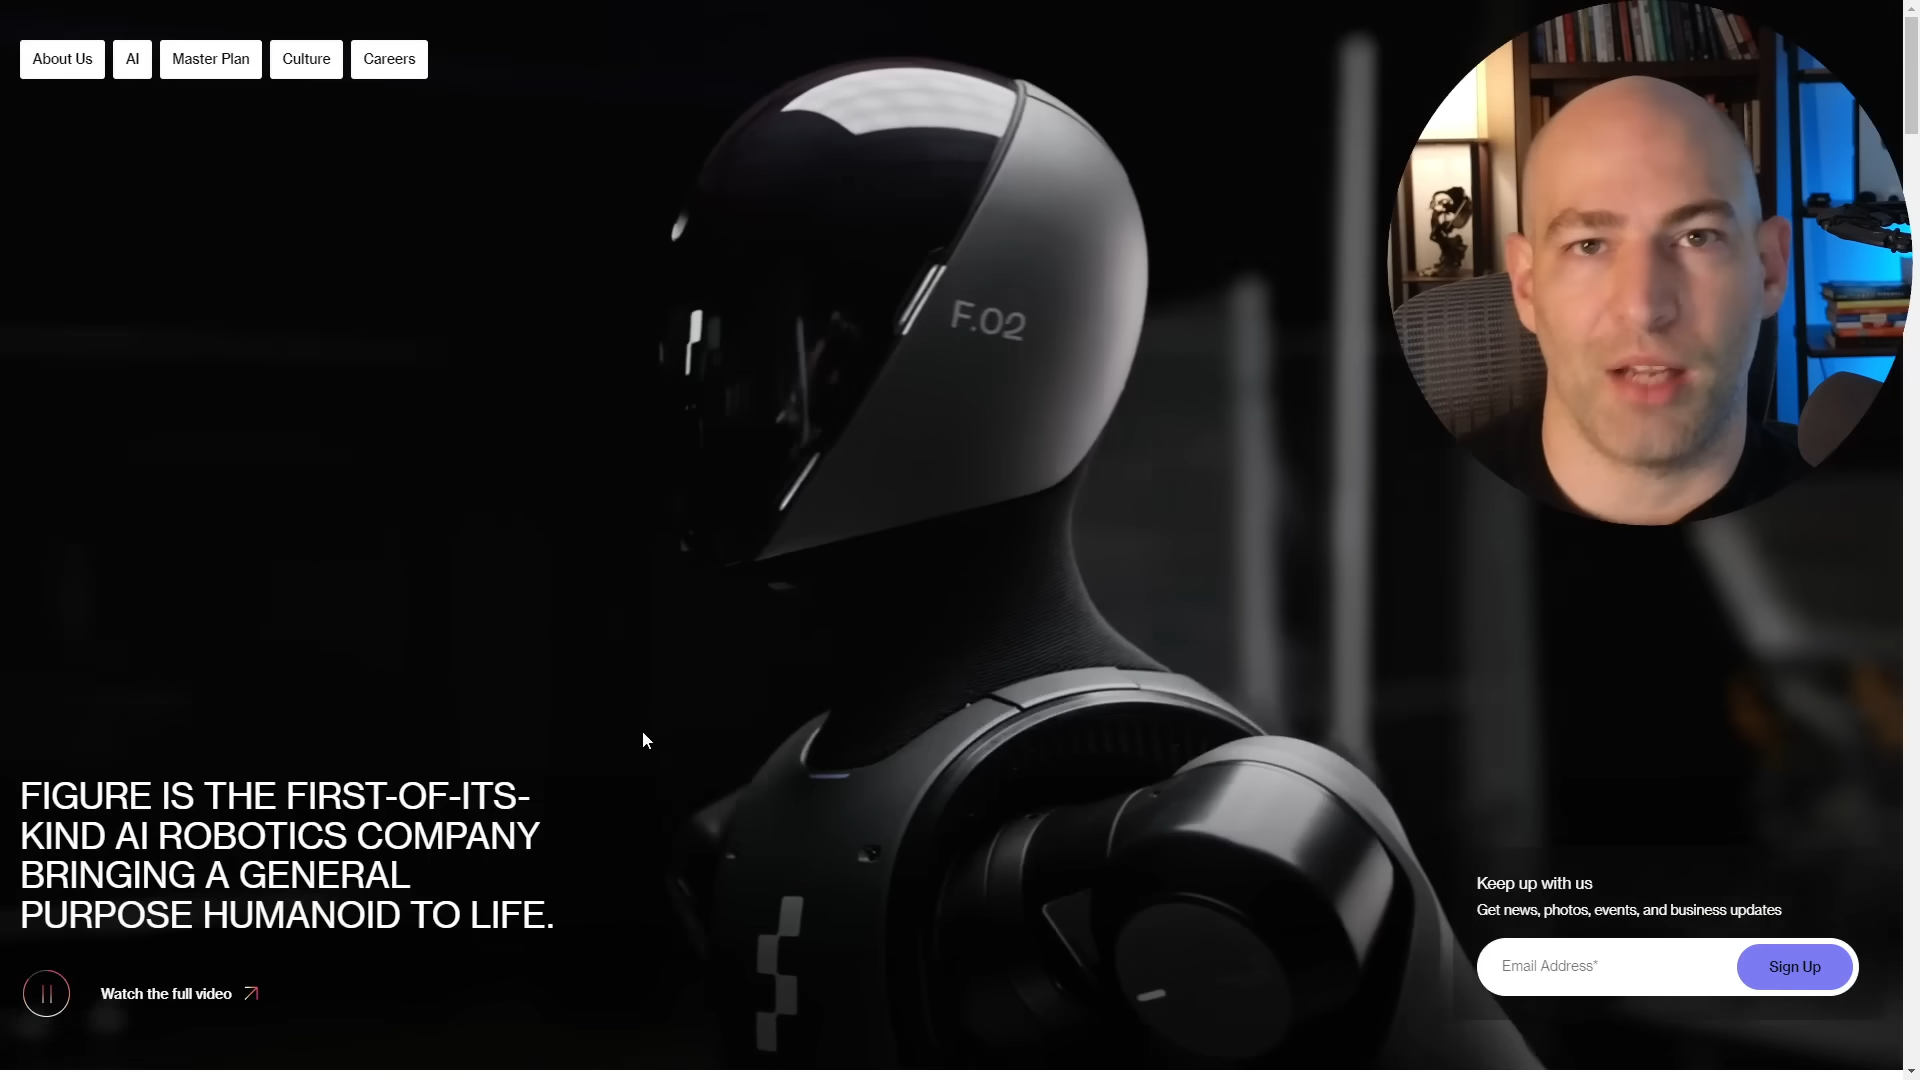 About Us
AI
Master Plan
Culture
Careers
F.02
FIGURE IS THE FIRST-OF-ITS-
KIND AI ROBOTICS COMPANY
BRINGING A GENERAL
PURPOSE HUMANOID TO LIFE.
Watch the full video
Keep up with us
Get news, photos, events, and business updates
Email Address*
Sign Up